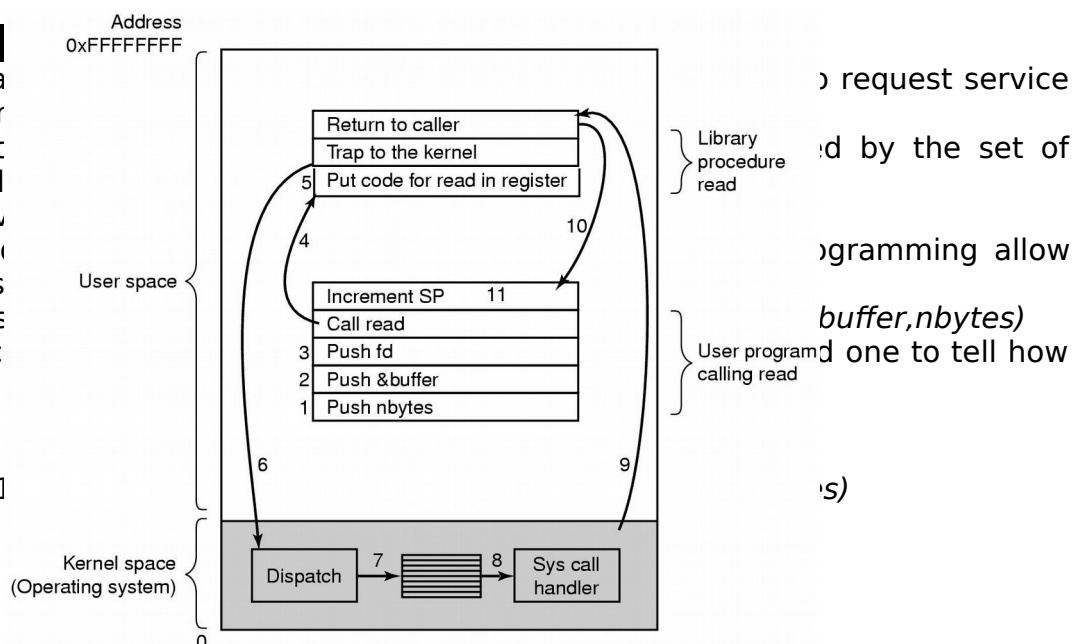 Address
0xFFFFFFFF
request service
Return to caller
Trap to the kernel
5 Put code for read in register
Library
procedure
read
by the set of
4
10
allow
User space
Increment SP 11
Call read
3 Push fd
2 Push &buffer
1 Push nbytes
buffer,nbytes)
User program
calling read
one to tell how
6
9
Kernel space
(Operating system)
Dispatch
7
8
Sys call
handler
0